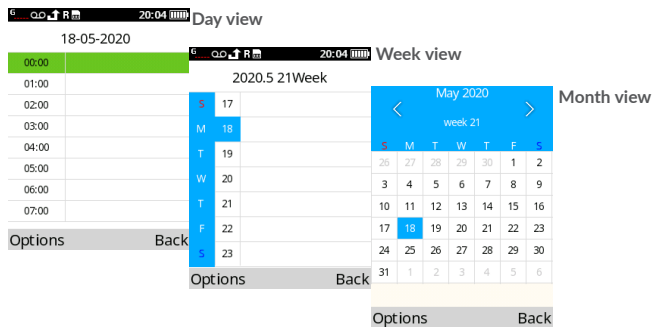 G R 20:04
Day view
18-05-2020
00:00
01:00
02:00
03:00
04:00
05:00
06:00
07:00
Options Back
G R 20:04
Week view
2020.5 21Week
S 17
M 18
T 19
W 20
T 21
F 22
S 23
Options Back
Month view
May 2020
week 21
S M T W T F S
26 27 28 29 30 1 2
3 4 5 6 7 8 9
10 11 12 13 14 15 16
17 18 19 20 21 22 23
24 25 26 27 28 29 30
31 1 2 3 4 5 6
Options Back